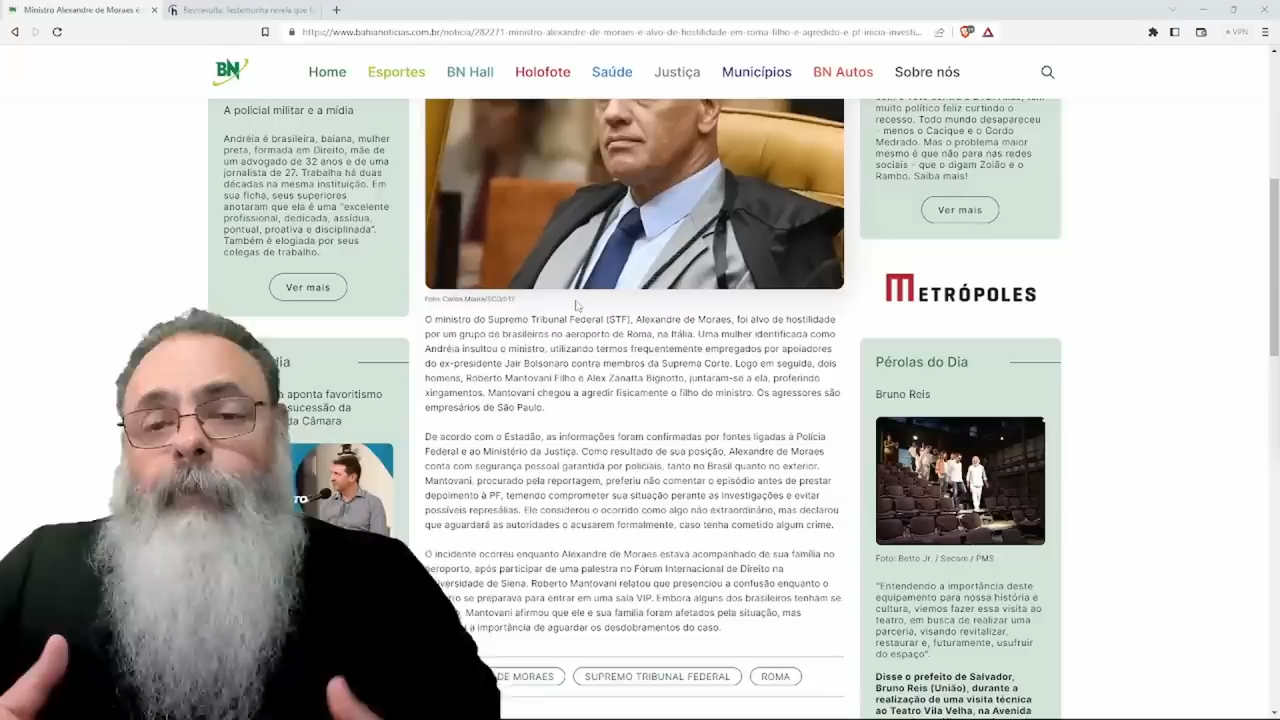 Ministro Alexandre de Moraes é
Reviravolta: Testemunha revela que f
https://www.bahianoticias.com.br/noticia/282271-ministro-alexandre-de-moraes-e-alvo-de-hostilidade-em-roma-filho-e-agredido-e-pf-inicia-investi...
VPN
BN
Home
Esportes
BN Hall
Holofote
Saúde
Justiça
Municípios
BN Autos
Sobre nós
A policial militar e a mídia
Andréia é brasileira, baiana, mulher
preta, formada em Direito, mãe de
um advogado de 32 anos e de uma
jornalista de 27. Trabalha há duas
décadas na mesma instituição. Em
sua ficha, seus superiores
anotaram que ela é uma "excelente
profissional, dedicada, assídua,
pontual, proativa e disciplinada".
Também é elogiada por seus
colegas de trabalho.
Ver mais
dia
aponta favoritismo
sucessão da
da Câmara
Foto: Carlos Moura/SCO/STF
O ministro do Supremo Tribunal Federal (STF), Alexandre de Moraes, foi alvo de hostilidade
por um grupo de brasileiros no aeroporto de Roma, na Itália. Uma mulher identificada como
Andréia insultou o ministro, utilizando termos frequentemente empregados por apoiadores
do ex-presidente Jair Bolsonaro contra membros da Suprema Corte. Logo em seguida, dois
homens, Roberto Mantovani Filho e Alex Zanatta Bignotto, juntaram-se a ela, proferindo
xingamentos. Mantovani chegou a agredir fisicamente o filho do ministro. Os agressores são
empresários de São Paulo.
De acordo com o Estadão, as informações foram confirmadas por fontes ligadas à Polícia
Federal e ao Ministério da Justiça. Como resultado de sua posição, Alexandre de Moraes
conta com segurança pessoal garantida por policiais, tanto no Brasil quanto no exterior.
Mantovani, procurado pela reportagem, preferiu não comentar o episódio antes de prestar
depoimento à PF, temendo comprometer sua situação perante as investigações e evitar
possíveis represálias. Ele considerou o ocorrido como algo não extraordinário, mas declarou
que aguardará as autoridades o acusarem formalmente, caso tenha cometido algum crime.
O incidente ocorreu enquanto Alexandre de Moraes estava acompanhado de sua família no
eroporto, após participar de uma palestra no Fórum Internacional de Direito na
iversidade de Siena. Roberto Mantovani relatou que presenciou a confusão enquanto o
o se preparava para entrar em uma sala VIP. Embora alguns dos brasileiros tenham se
Mantovani afirmou que ele e sua família foram afetados pela situação, mas
a importância de aguardar os desdobramentos do caso.
DE MORAES
SUPREMO TRIBUNAL FEDERAL
ROMA
muito político feliz curtindo o
recesso. Todo mundo desapareceu
- menos o Cacique e o Gordo
Medrado. Mas o problema maior
mesmo é que não para nas redes
sociais - que o digam Zoião e o
Rambo. Saiba mais!
Ver mais
METRÓPOLES
Pérolas do Dia
Bruno Reis
Foto: Betto Jr. / Secom / PMS
"Entendendo a importância deste
equipamento para nossa história e
cultura, viemos fazer essa visita ao
teatro, em busca de realizar uma
parceria, visando revitalizar,
restaurar e, futuramente, usufruir
do espaço".
Disse o prefeito de Salvador,
Bruno Reis (União), durante a
realização de uma visita técnica
ao Teatro Vila Velha, na Avenida